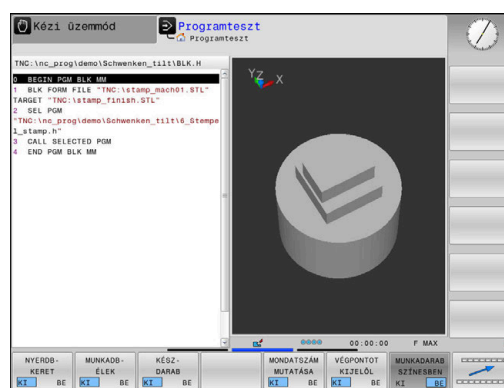 Kézi üzemmód
Programteszt
Programteszt
TNC:\nc_prog\demo\Schwenken_tilt\BLK.H
0 BEGIN PGM BLK MM
1 BLK FORM FILE "TNC:\stamp_mach01.STL"
TARGET "TNC:\stamp_finish.STL"
2 SEL PGM
"TNC:\nc_prog\demo\Schwenken_tilt\6_Stempe
l_stamp.h"
3 CALL SELECTED PGM
4 END PGM BLK MM
YZ X
00:00:00 F MAX
NYERDB-
KERET
KI BE
MUNKADB-
ÉLEK
KI BE
KÉSZ-
DARAB
KI BE
MONDATSZÁM
MUTATÁSA
KI BE
VÉGPONTOT
KIJELÖL
KI BE
MUNKADARAB
SZÍNESBEN
KI BE